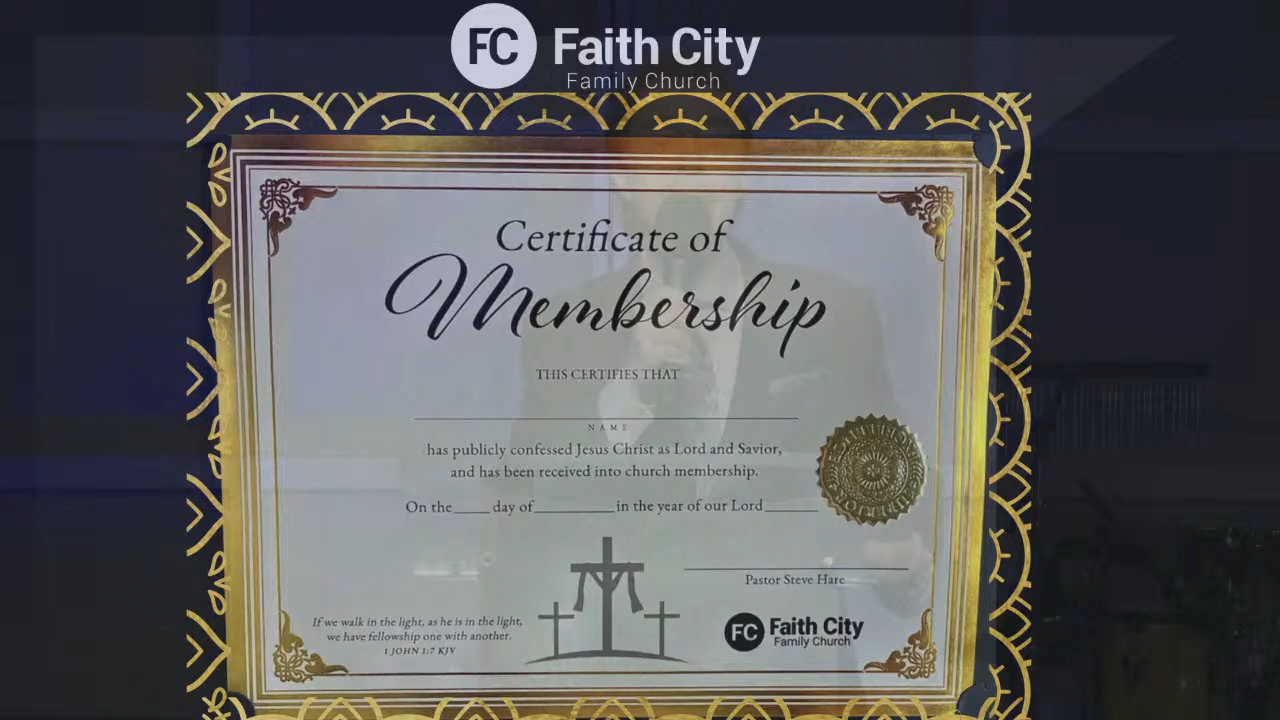 FC Faith City
Family Church
Certificate of
Membership
THIS CERTIFIES THAT
NAME
has publicly confessed Jesus Christ as Lord and Savior,
and has been received into church membership.
On the ____ day of ________ in the year of our Lord ______
Pastor Steve Hare
If we walk in the light, as he is in the light,
we have fellowship one with another.
1 JOHN 1:7 KJV
FC Faith City
Family Church